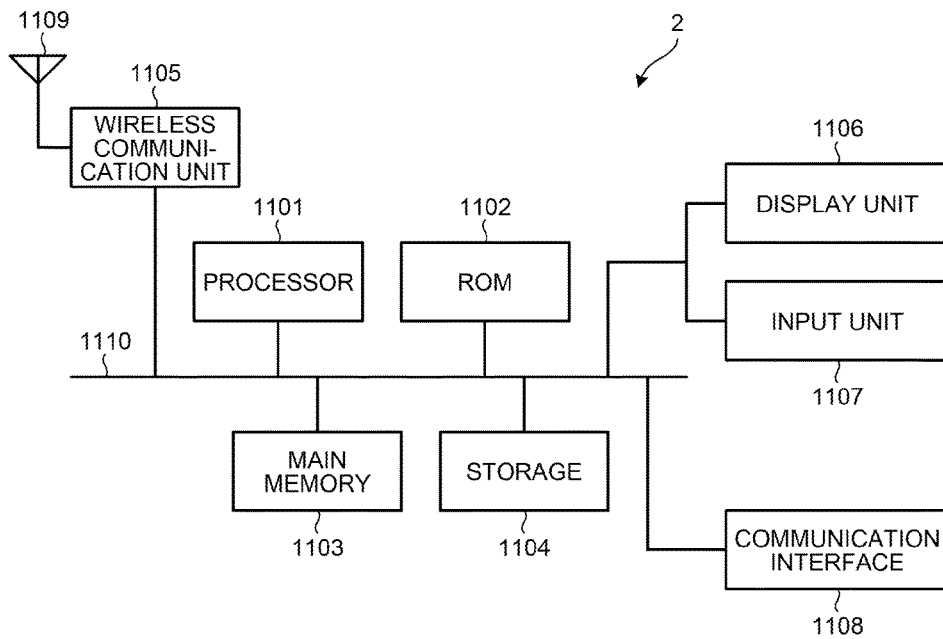 1109
2
1105
WIRELESS
COMMUNI-
CATION UNIT
1106
DISPLAY UNIT
1101
PROCESSOR
1102
ROM
INPUT UNIT
1107
1110
MAIN
MEMORY
1103
STORAGE
1104
COMMUNICATION
INTERFACE
1108